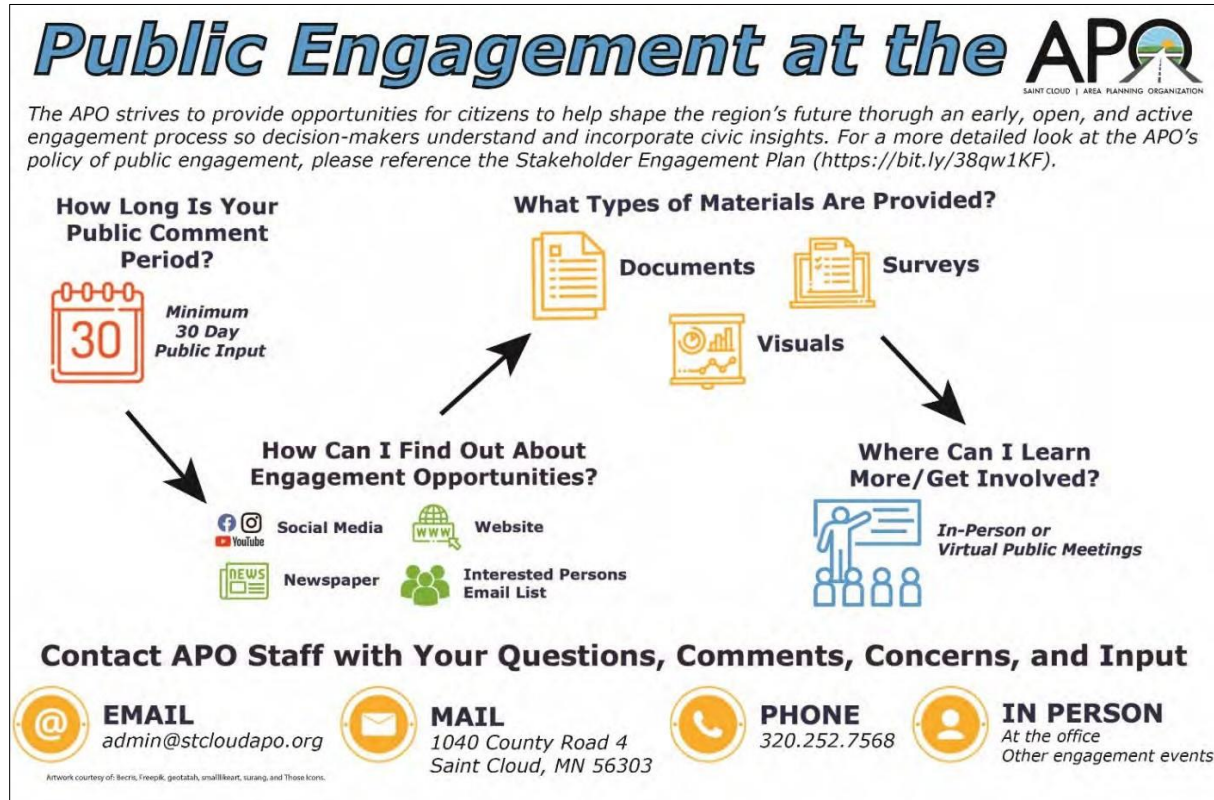 Public Engagement at the
APO
SAINT CLOUD | AREA PLANNING ORGANIZATION
The APO strives to provide opportunities for citizens to help shape the region's future thorugh an early, open, and active
engagement process so decision-makers understand and incorporate civic insights. For a more detailed look at the APO's
policy of public engagement, please reference the Stakeholder Engagement Plan (https://bit.ly/38qw1KF).
How Long Is Your
Public Comment
Period?
30
Minimum
30 Day
Public Input
How Can I Find Out About
Engagement Opportunities?
YouTube
Social Media
WWW
Website
NEWS
Newspaper
Interested Persons
Email List
What Types of Materials Are Provided?
Documents
Surveys
Visuals
Where Can I Learn
More/Get Involved?
In-Person or
Virtual Public Meetings
Contact APO Staff with Your Questions, Comments, Concerns, and Input
@
EMAIL
admin@stcloudapo.org
MAIL
1040 County Road 4
Saint Cloud, MN 56303
PHONE
320.252.7568
IN PERSON
At the office
Other engagement events
Artwork courtesy of: Becris, Freepik, geotatah, smalllikeart, surang, and Those Icons.